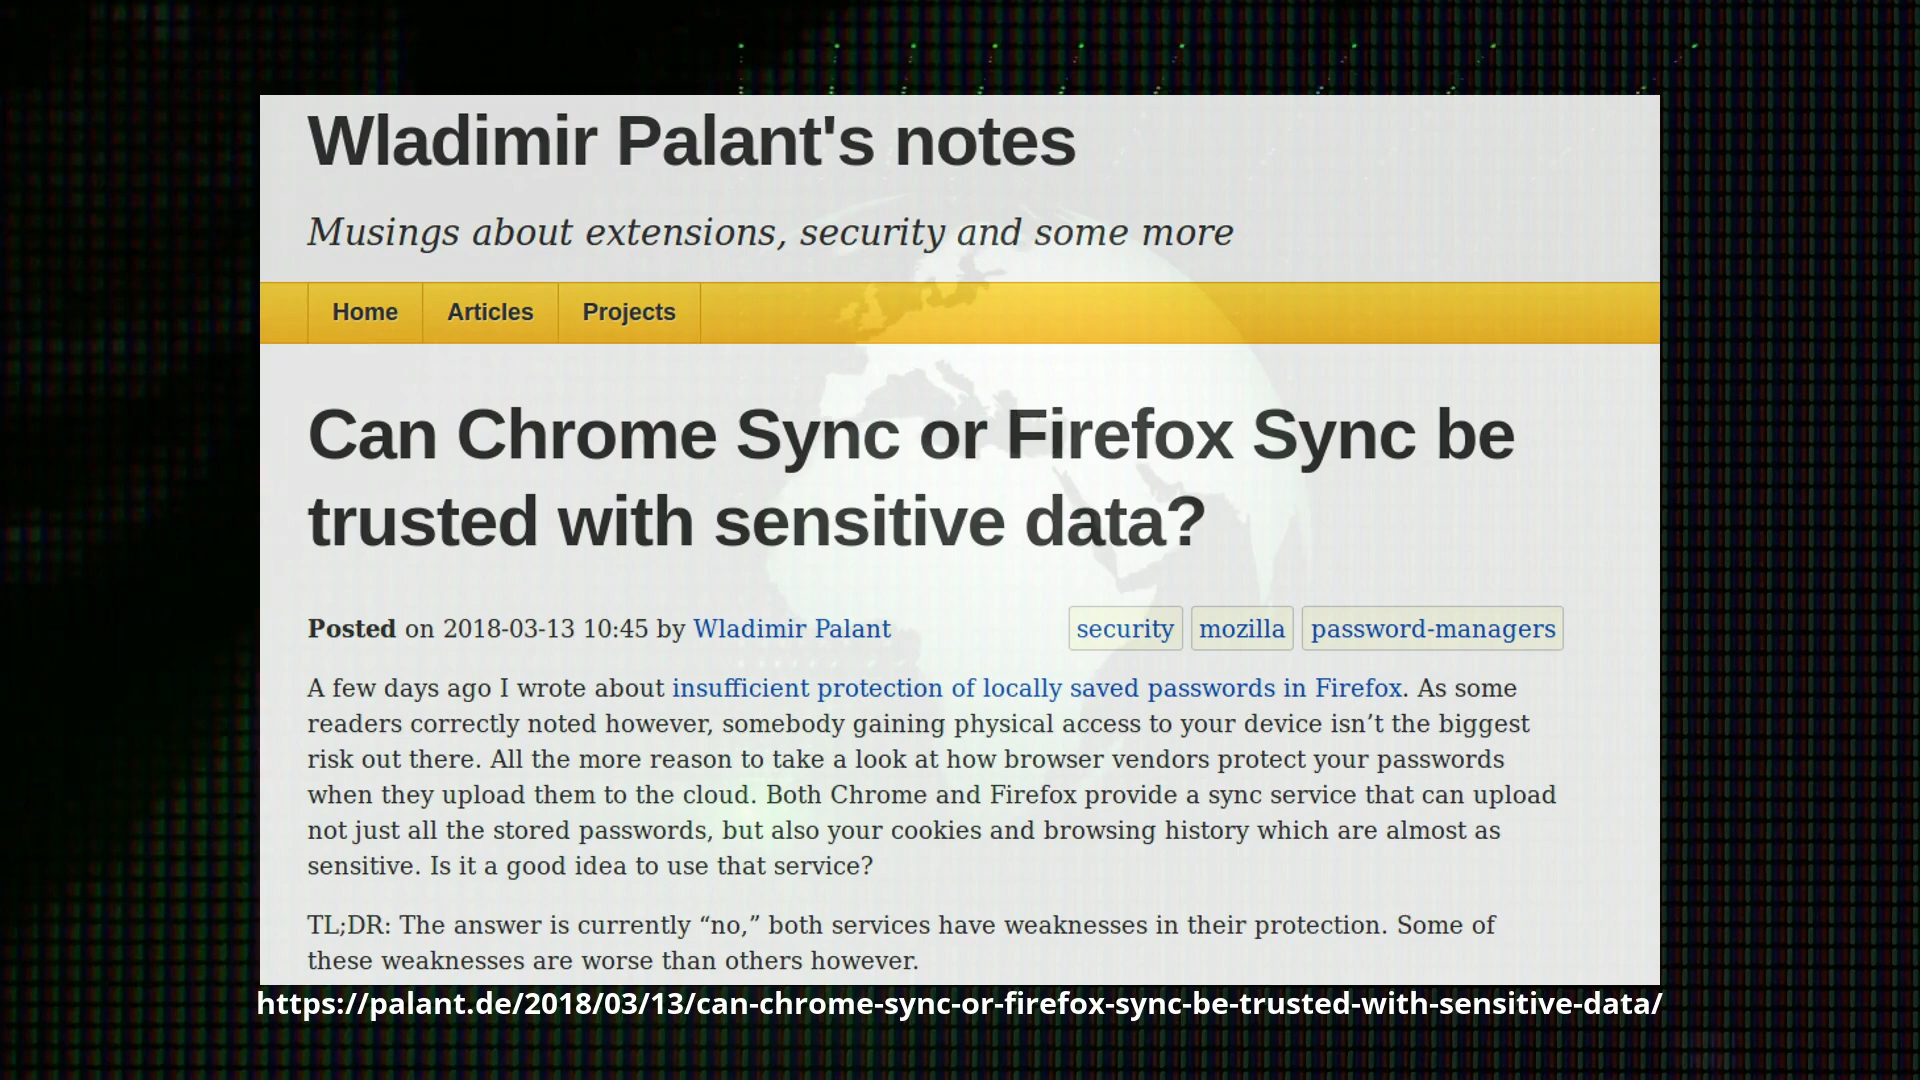 Wladimir Palant's notes
Musings about extensions, security and some more
Home Articles Projects
Can Chrome Sync or Firefox Sync be
trusted with sensitive data?
Posted on 2018-03-13 10:45 by Wladimir Palant security mozilla password-managers
A few days ago I wrote about insufficient protection of locally saved passwords in Firefox. As some
readers correctly noted however, somebody gaining physical access to your device isn’t the biggest
risk out there. All the more reason to take a look at how browser vendors protect your passwords
when they upload them to the cloud. Both Chrome and Firefox provide a sync service that can upload
not just all the stored passwords, but also your cookies and browsing history which are almost as
sensitive. Is it a good idea to use that service?
TL;DR: The answer is currently “no,” both services have weaknesses in their protection. Some of
these weaknesses are worse than others however.
https://palant.de/2018/03/13/can-chrome-sync-or-firefox-sync-be-trusted-with-sensitive-data/